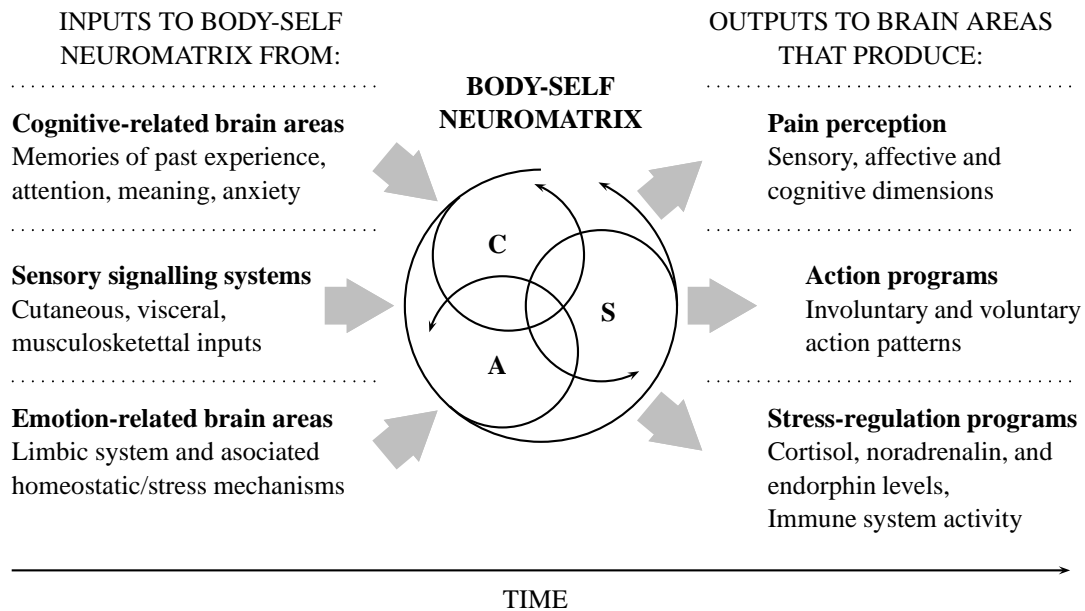 INPUTS TO BODY-SELF
NEUROMATRIX FROM:
Cognitive-related brain areas
Memories of past experience,
attention, meaning, anxiety
Sensory signalling systems
Cutaneous, visceral,
musculosketettal inputs
Emotion-related brain areas
Limbic system and asociated
homeostatic/stress mechanisms
BODY-SELF
NEUROMATRIX
C
S
A
OUTPUTS TO BRAIN AREAS
THAT PRODUCE:
Pain perception
Sensory, affective and
cognitive dimensions
Action programs
Involuntary and voluntary
action patterns
Stress-regulation programs
Cortisol, noradrenalin, and
endorphin levels,
Immune system activity
TIME